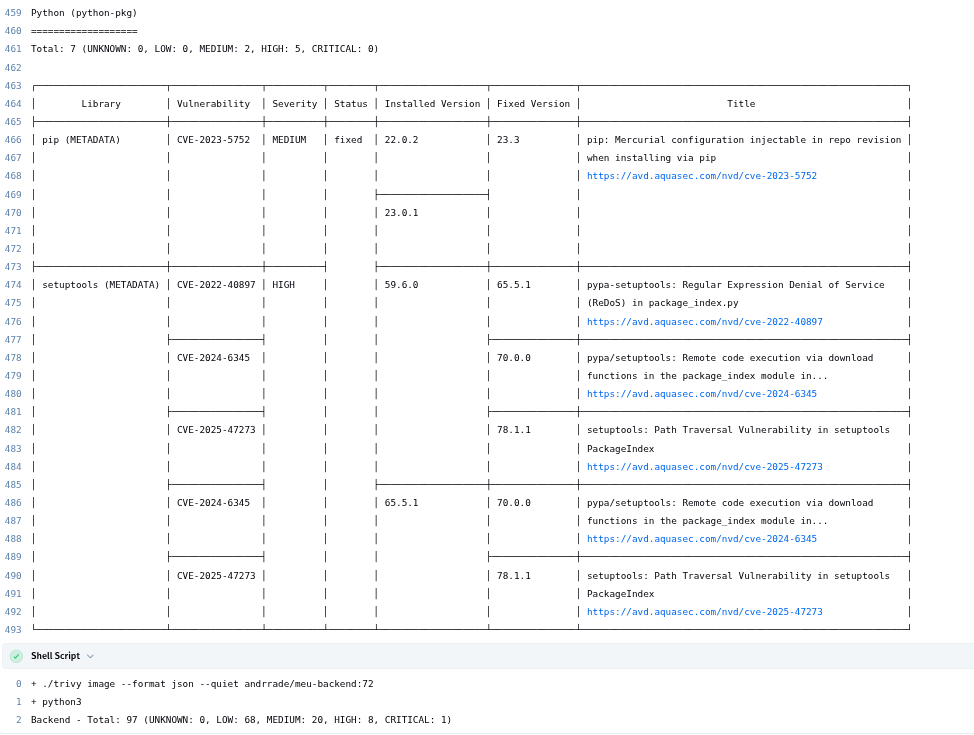 459 Python (python-pkg)
460 ===================
461 Total: 7 (UNKNOWN: 0, LOW: 0, MEDIUM: 2, HIGH: 5, CRITICAL: 0)
462
463
464 Library Vulnerability Severity Status Installed Version Fixed Version Title
465
466 pip (METADATA) CVE-2023-5752 MEDIUM fixed 22.0.2 23.3 pip: Mercurial configuration injectable in repo revision
467 when installing via pip
468 https://avd.aquasec.com/nvd/cve-2023-5752
469
470 23.0.1
471
472
473
474 setuptools (METADATA) CVE-2022-40897 HIGH 59.6.0 65.5.1 pypa-setuptools: Regular Expression Denial of Service
475 (ReDoS) in package_index.py
476 https://avd.aquasec.com/nvd/cve-2022-40897
477
478 CVE-2024-6345 70.0.0 pypa/setuptools: Remote code execution via download
479 functions in the package_index module in...
480 https://avd.aquasec.com/nvd/cve-2024-6345
481
482 CVE-2025-47273 78.1.1 setuptools: Path Traversal Vulnerability in setuptools
483 PackageIndex
484 https://avd.aquasec.com/nvd/cve-2025-47273
485
486 CVE-2024-6345 65.5.1 70.0.0 pypa/setuptools: Remote code execution via download
487 functions in the package_index module in...
488 https://avd.aquasec.com/nvd/cve-2024-6345
489
490 CVE-2025-47273 78.1.1 setuptools: Path Traversal Vulnerability in setuptools
491 PackageIndex
492 https://avd.aquasec.com/nvd/cve-2025-47273
493
Shell Script
0 + ./trivy image --format json --quiet andrrade/meu-backend:72
1 + python3
2 Backend - Total: 97 (UNKNOWN: 0, LOW: 68, MEDIUM: 20, HIGH: 8, CRITICAL: 1)